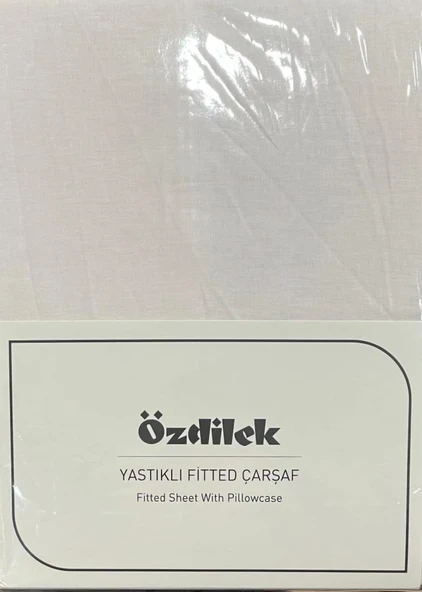 Özdilek
YASTIKLI FİTTED ÇARŞAF
Fitted Sheet With Pillowcase